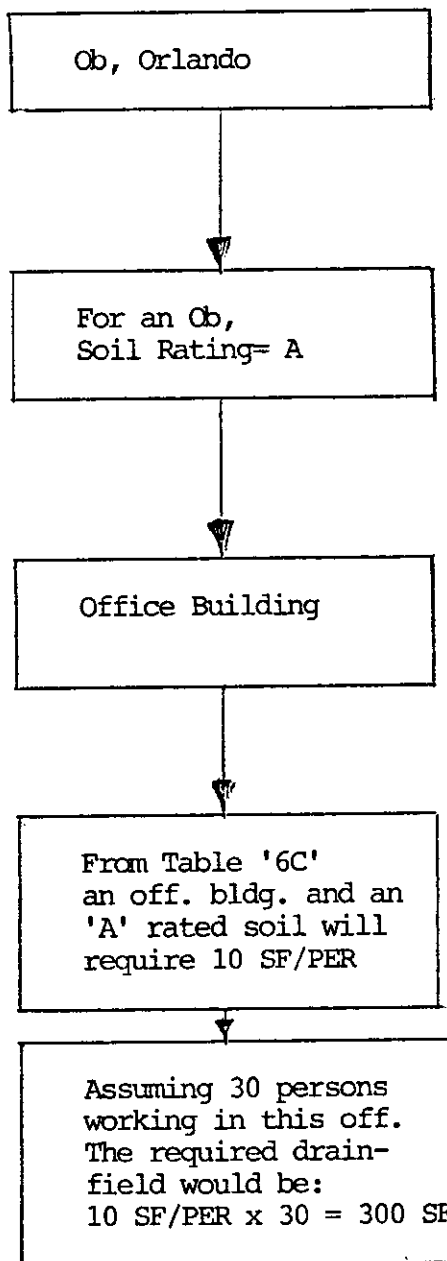 Ob, Orlando
For an Ob,
Soil Rating= A
Office Building
From Table '6C'
an off. bldg. and an
'A' rated soil will
require 10 SF/PER
Assuming 30 persons
working in this off.
The required drain-
field would be:
10 SF/PER x 30 = 300 SF